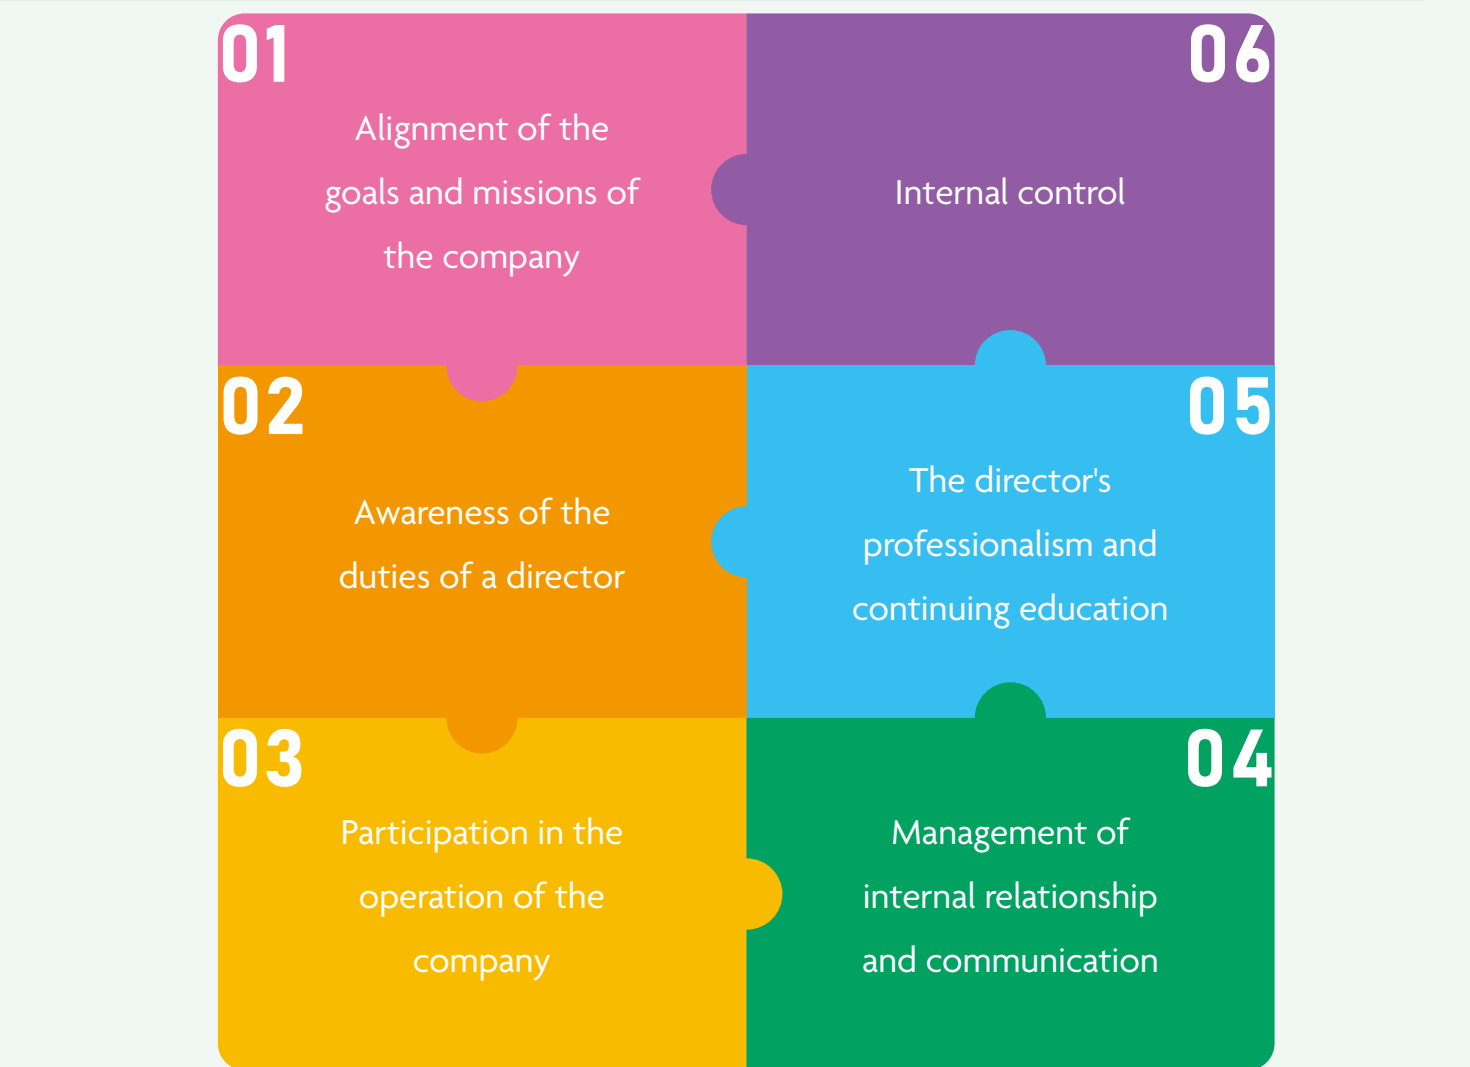 01
Alignment of the
goals and missions of
the company
02
Awareness of the
duties of a director
03
Participation in the
operation of the
company
04
Management of
internal relationship
and communication
05
The director's
professionalism and
continuing education
06
Internal control